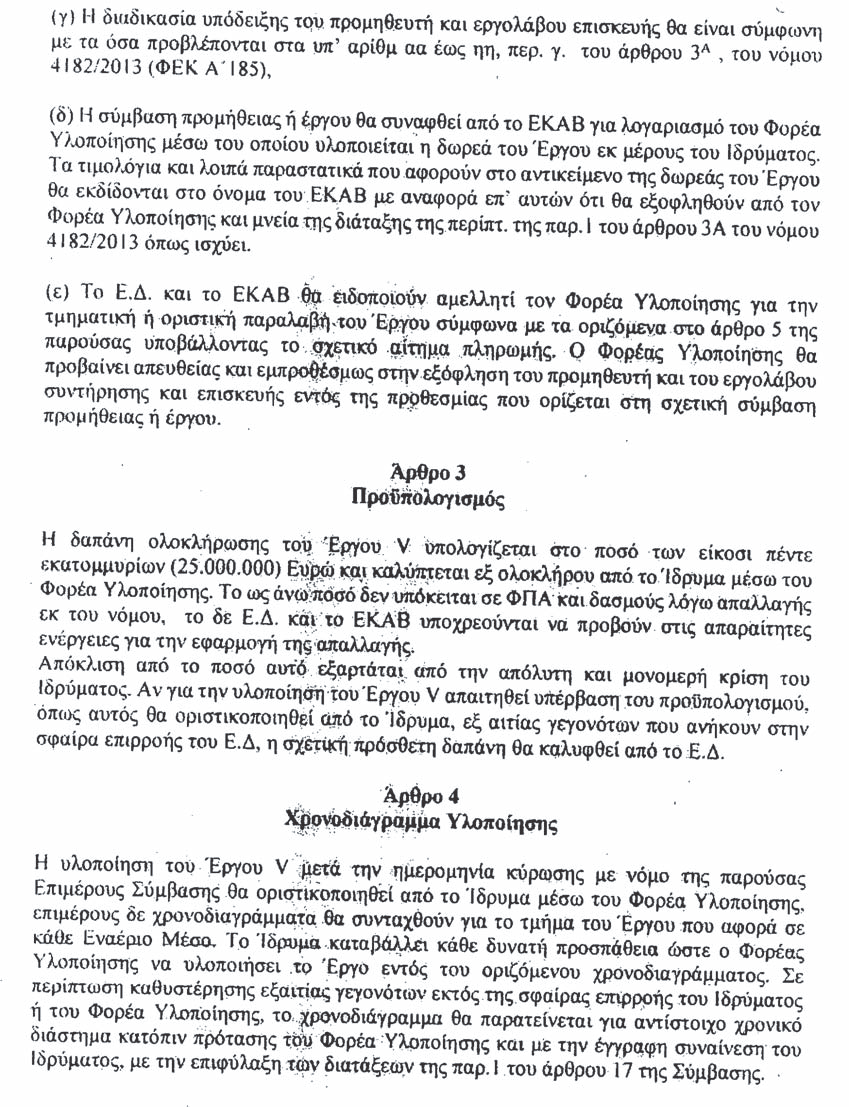 (γ) Η διαδικασία υπόδειξης του προμηθευτή και εργολάβου επισκευής θα είναι σύμφωνη
με τα όσα προβλέπονται στα υπ’ αρίθμ αα έως ηη, περ. γ. του άρθρου 3Α , του νόμου
4182/2013 (ΦΕΚ Α΄185),
(δ) Η σύμβαση προμήθειας ή έργου θα συναφθεί από το ΕΚΑΒ για λογαριασμό του Φορέα
Υλοποίησης μέσω του οποίου υλοποιείται η δωρεά του Έργου εκ μέρους του Ιδρύματος.
Τα τιμολόγια και λοιπά παραστατικά που αφορούν στο αντικείμενο της δωρεάς του Έργου
θα εκδίδονται στο όνομα του ΕΚΑΒ με αναφορά επ’ αυτών ότι θα εξοφληθούν από τον
Φορέα Υλοποίησης και μνεία της διάταξης της περίπτ. της παρ.1 του άρθρου 3Α του νόμου
4182/2013 όπως ισχύει.
(ε) Το Ε.Δ. και το ΕΚΑΒ θα ειδοποιούν αμελλητί τον Φορέα Υλοποίησης για την
τμηματική ή οριστική παραλαβή του Έργου σύμφωνα με τα οριζόμενα στο άρθρο 5 της
παρούσας υποβάλλοντας το σχετικό αίτημα πληρωμής. Ο Φορέας Υλοποίησης θα
προβαίνει απευθείας και εμπροθέσμως στην εξόφληση του προμηθευτή και του εργολάβου
συντήρησης και επισκευής εντός της προθεσμίας που ορίζεται στη σχετική σύμβαση
προμήθειας ή έργου.
Άρθρο 3
Προϋπολογισμός
Η δαπάνη ολοκλήρωσης του Έργου V υπολογίζεται στο ποσό των είκοσι πέντε
εκατομμυρίων (25.000.000) Ευρώ και καλύπτεται εξ ολοκλήρου από το Ίδρυμα μέσω του
Φορέα Υλοποίησης. Το ως άνω ποσό δεν υπόκειται σε ΦΠΑ και δασμούς λόγω απαλλαγής
εκ του νόμου, το δε Ε.Δ. και το ΕΚΑΒ υποχρεούνται να προβούν στις απαραίτητες
ενέργειες για την εφαρμογή της απαλλαγής.
Απόκλιση από το ποσό αυτό εξαρτάται από την απόλυτη και μονομερή κρίση του
Ιδρύματος. Αν για την υλοποίηση του Έργου V απαιτηθεί υπέρβαση του προϋπολογισμού,
όπως αυτός θα οριστικοποιηθεί από το Ίδρυμα, εξ αιτίας γεγονότων που ανήκουν στην
σφαίρα επιρροής του Ε.Δ, η σχετική πρόσθετη δαπάνη θα καλυφθεί από το Ε.Δ.
Άρθρο 4
Χρονοδιάγραμμα Υλοποίησης
Η υλοποίηση του Έργου V μετά την ημερομηνία κύρωσης με νόμο της παρούσας
Επιμέρους Σύμβασης θα οριστικοποιηθεί από το Ίδρυμα μέσω του Φορέα Υλοποίησης,
επιμέρους δε χρονοδιαγράμματα θα συνταχθούν για το τμήμα του Έργου που αφορά σε
κάθε Εναέριο Μέσο. Το Ίδρυμα καταβάλλει κάθε δυνατή προσπάθεια ώστε ο Φορέας
Υλοποίησης να υλοποιήσει το Έργο εντός του οριζόμενου χρονοδιαγράμματος. Σε
περίπτωση καθυστέρησης εξαιτίας γεγονότων εκτός της σφαίρας επιρροής του Ιδρύματος
ή του Φορέα Υλοποίησης, το χρονοδιάγραμμα θα παρατείνεται για αντίστοιχο χρονικό
διάστημα κατόπιν πρότασης του Φορέα Υλοποίησης και με την έγγραφη συναίνεση του
Ιδρύματος, με την επιφύλαξη των διατάξεων της παρ.1 του άρθρου 17 της Σύμβασης.